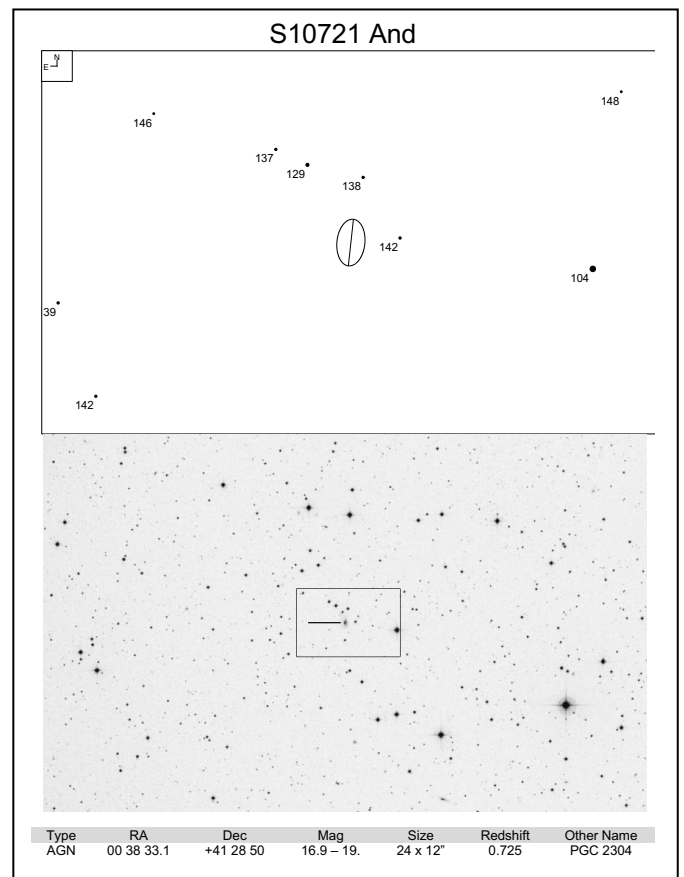 S10721 And
N
E
148
146
137
129
138
142
104
39
142
Type RA Dec Mag Size Redshift Other Name
AGN 00 38 33.1 +41 28 50 16.9 – 19. 24 x 12" 0.725 PGC 2304